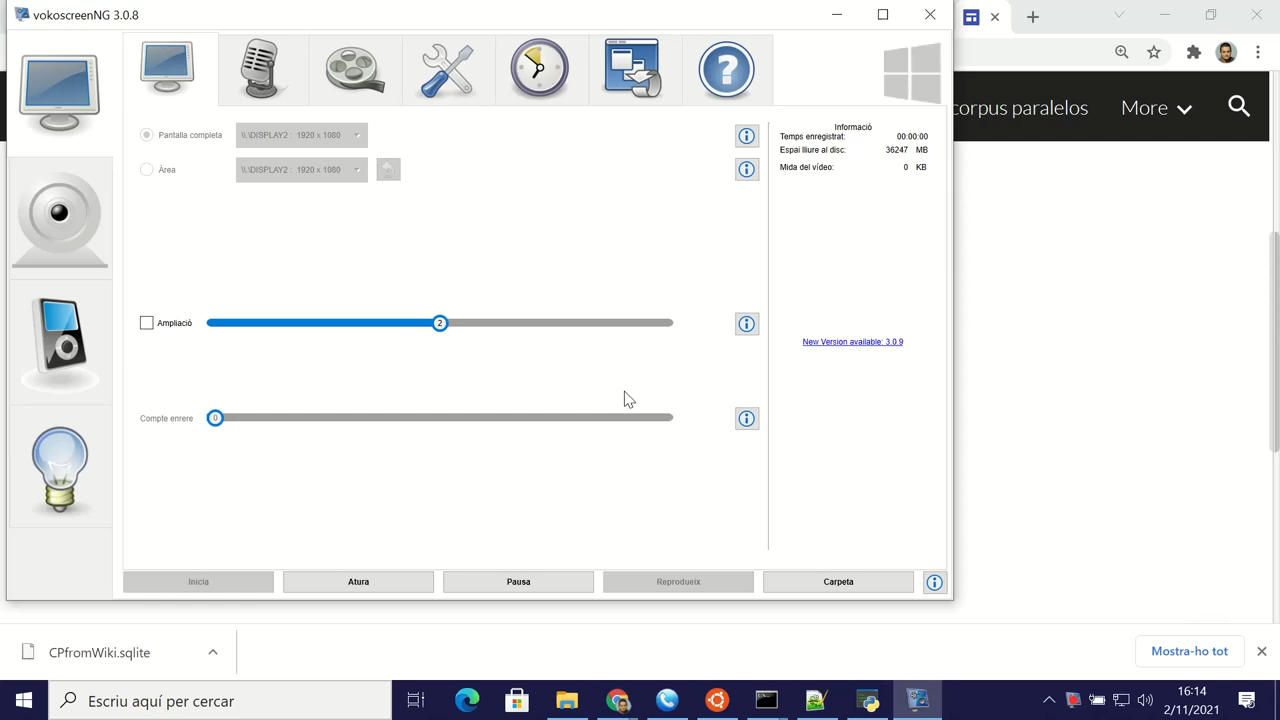 vokoscreenNG 3.0.8
Pantalla completa
\\.\DISPLAY2 : 1920 x 1080
Àrea
\\.\DISPLAY2 : 1920 x 1080
Informació
Temps enregistrat: 00:00:00
Espai lliure al disc: 36247 MB
Mida del vídeo: 0 KB
Ampliació
2
New Version available: 3.0.9
Compte enrere
0
Inicia
Atura
Pausa
Reprodueix
Carpeta
corpus paralelos
More
CPfromWiki.sqlite
Mostra-ho tot
Escriu aquí per cercar
16:14
2/11/2021